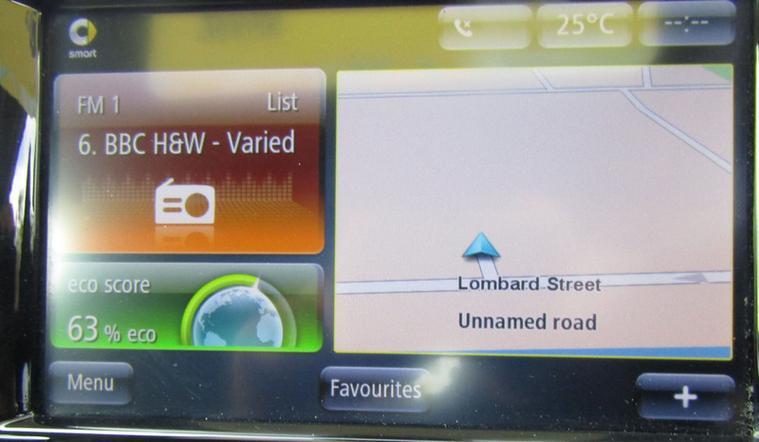 smart
25°C
--:--
FM 1
List
6. BBC H&W - Varied
eco score
63% eco
Lombard Street
Unnamed road
Menu
Favourites
+